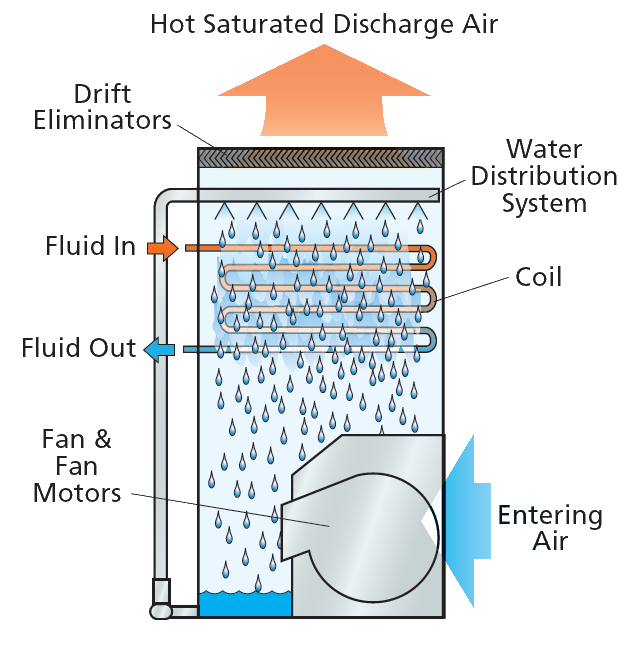 Hot Saturated Discharge Air
Drift
Eliminators
Water
Distribution
System
Fluid In
Coil
Fluid Out
Fan &
Fan
Motors
Entering
Air